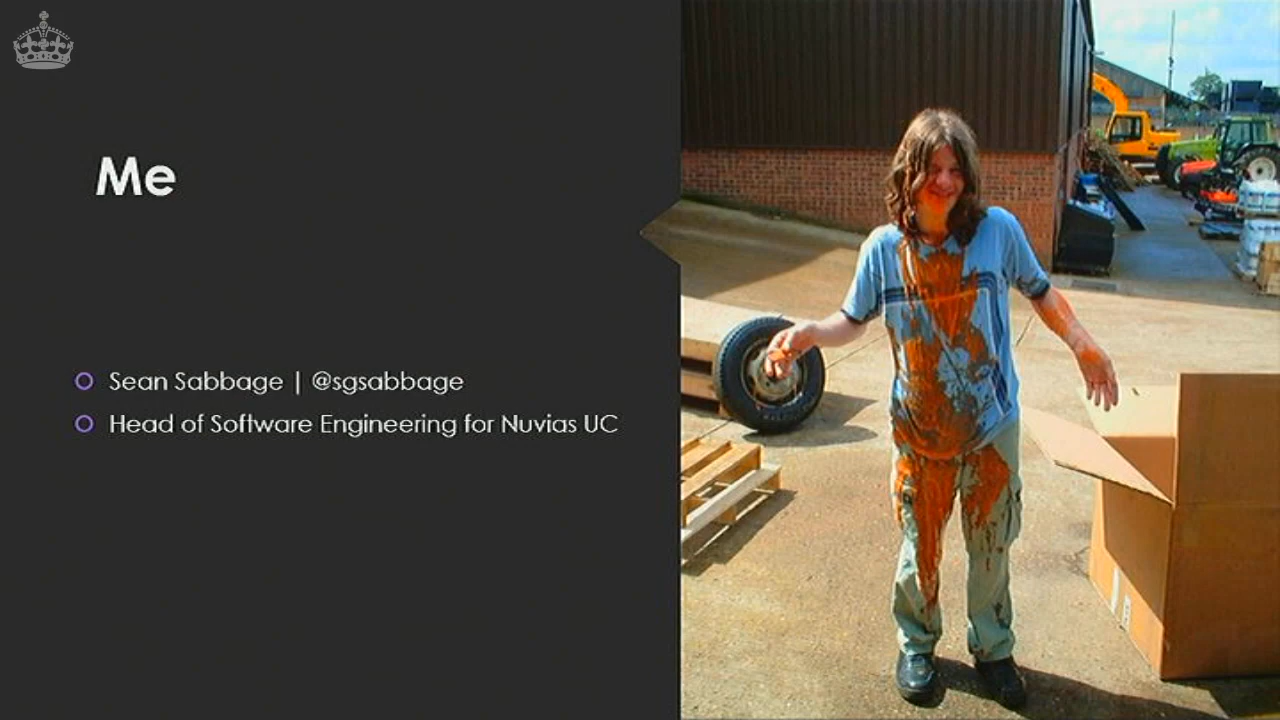 Me
Sean Sabbage | @sgsabbage
Head of Software Engineering for Nuvias UC